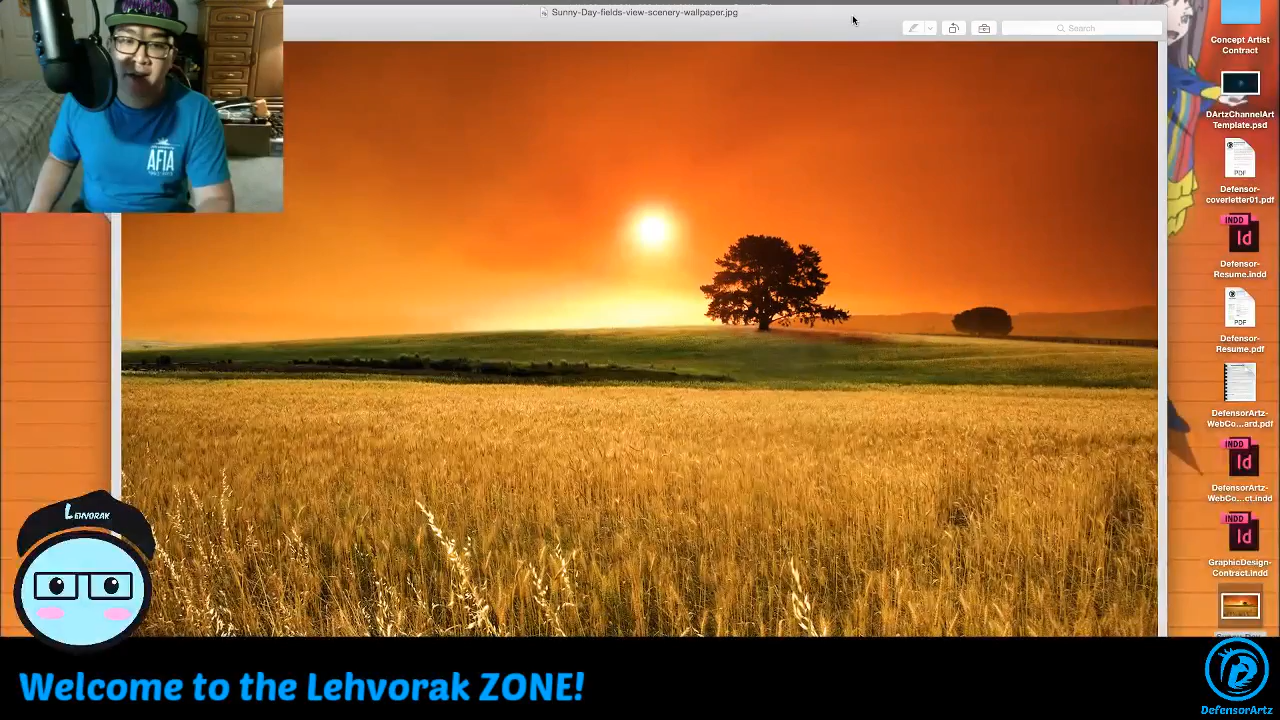 Sunny-Day-fields-view-scenery-wallpaper.jpg
Search
AFIA
Concept Artist
Contract
DArtzChannelArt
Template.psd
PDF
Defensor-
coverletter01.pdf
INDD
Id
Defensor-
Resume.indd
PDF
Defensor-
Resume.pdf
DefensorArtz-
WebCo...ard.pdf
INDD
Id
DefensorArtz-
WebCo...ct.indd
INDD
Id
GraphicDesign-
Contract.indd
LEHVORAK
Welcome to the Lehvorak ZONE!
DefensorArtz